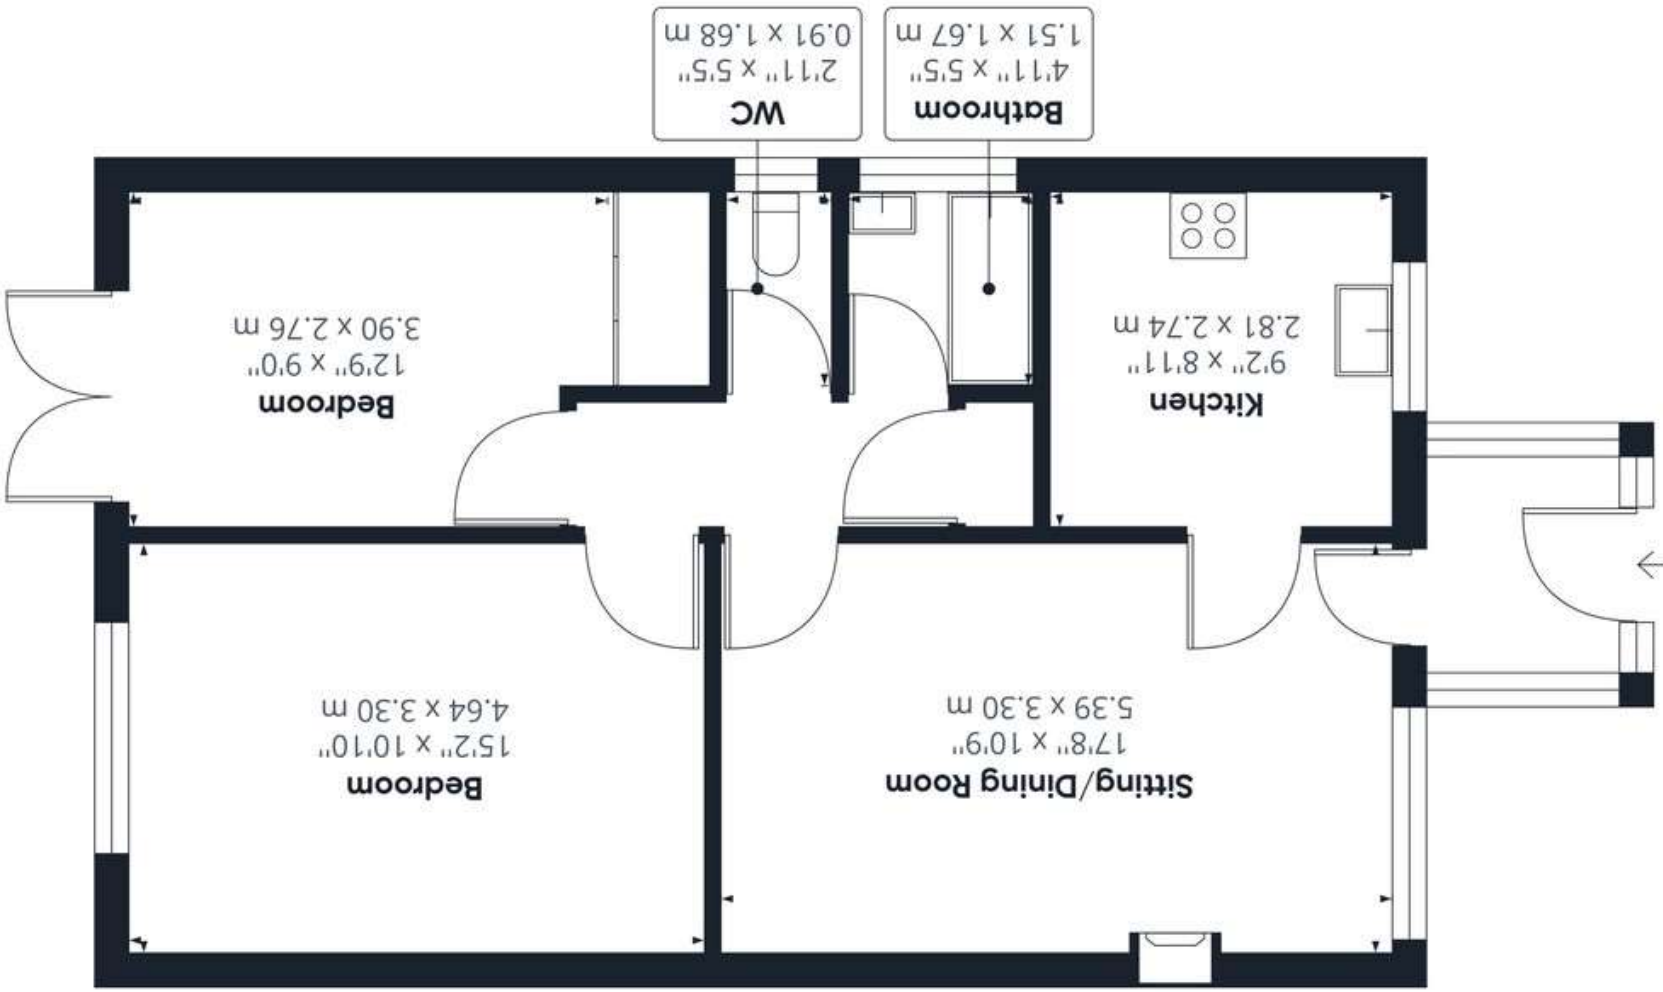 Sitting/Dining Room
17'8" x 10'9"
5.39 x 3.30 m
Bedroom
15'2" x 10'10"
4.64 x 3.30 m
Kitchen
9'2" x 8'11"
2.81 x 2.74 m
Bedroom
12'9" x 9'0"
3.90 x 2.76 m
Bathroom
4'11" x 5'5"
1.51 x 1.67 m
WC
2'11" x 5'5"
0.91 x 1.68 m